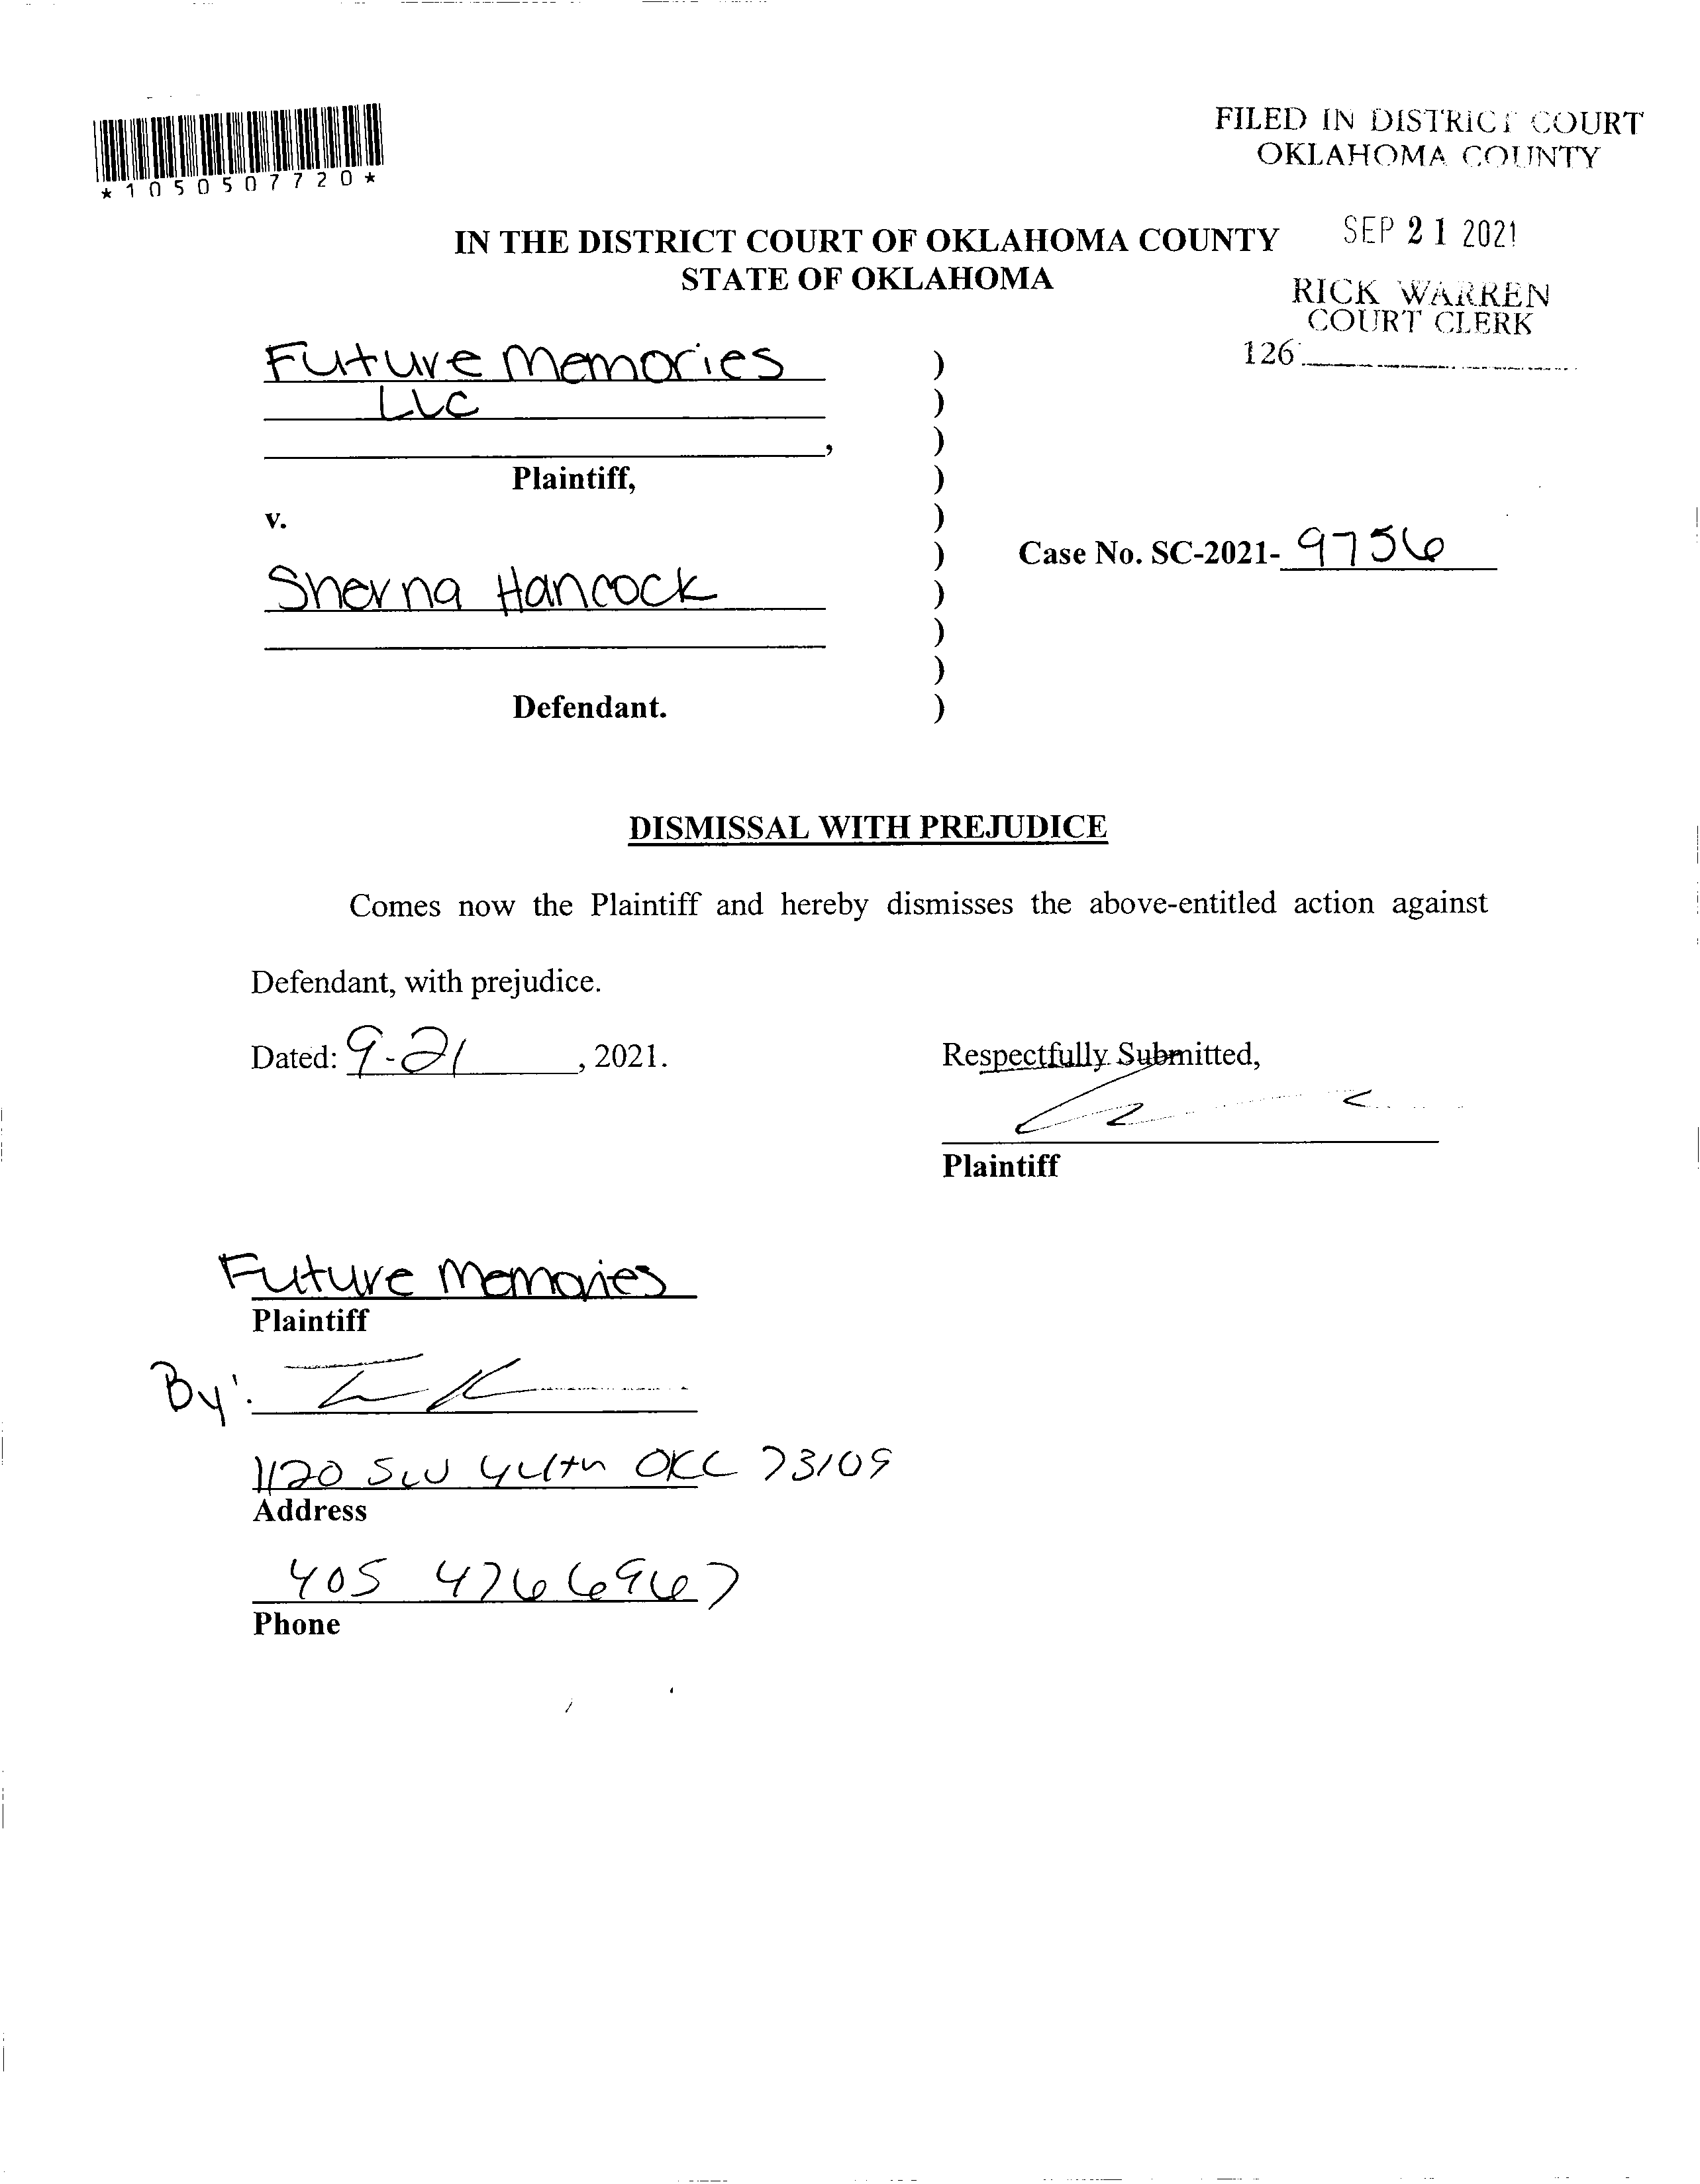 *1050507720*
FILED IN DISTRICT COURT
OKLAHOMA COUNTY
SEP 21 2021
RICK WARREN
COURT CLERK
126
IN THE DISTRICT COURT OF OKLAHOMA COUNTY
STATE OF OKLAHOMA
Future Memories )
LLC )
, )
Plaintiff, )
v. )
) Case No. SC-2021- 9756
Sherna Hancock )
)
)
Defendant. )
DISMISSAL WITH PREJUDICE
Comes now the Plaintiff and hereby dismisses the above-entitled action against
Defendant, with prejudice.
Dated: 9-21, 2021. Respectfully Submitted,
Plaintiff
Future Memories
Plaintiff
By:
1120 SW 44th OKC 73109
Address
405 4766967
Phone